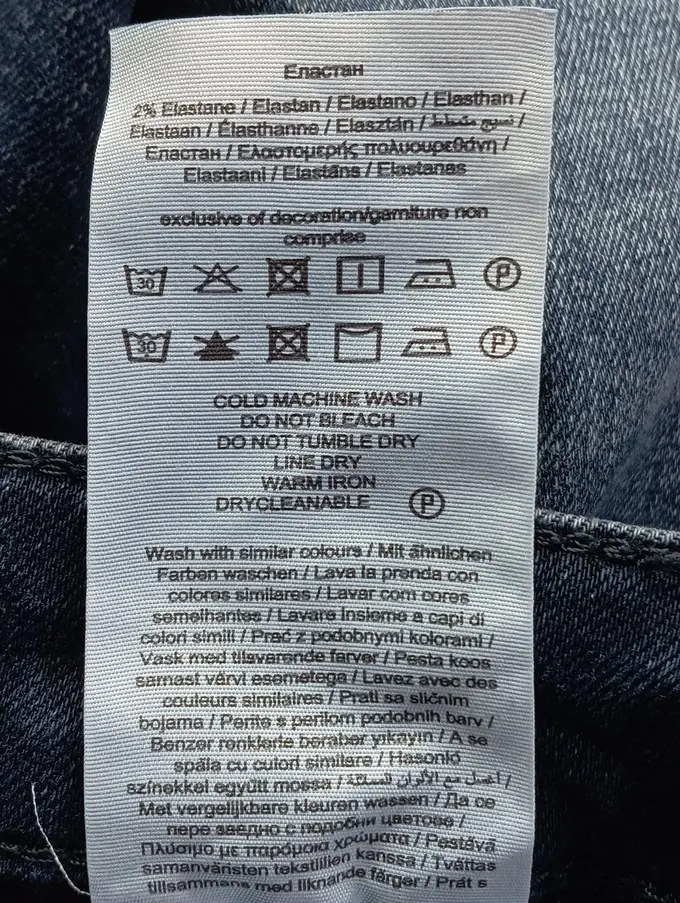 Еластан
2% Elastane / Elastan / Elastano / Elasthan /
Elastaan / Élasthanne / Elasztán / نسيج مطاط /
Еластан / Ελαστομερής πολυουρεθάνη /
Elastaani / Elastāns / Elastanas
exclusive of decoration/garniture non
comprise
30 P
30 P
COLD MACHINE WASH
DO NOT BLEACH
DO NOT TUMBLE DRY
LINE DRY
WARM IRON
DRYCLEANABLE P
Wash with similar colours / Mit ähnlichen
Farben waschen / Lava la prenda con
colores similares / Lavar com cores
semelhantes / Lavare insieme a capi di
colori simili / Prać z podobnymi kolorami /
Vask med tilsvarende farver / Pesta koos
samast värvi esemetega / Lavez avec des
couleurs similaires / Prati sa sličnim
bojama / Perite s perilom podobnih barv /
Benzer renklerle beraber yıkayın / A se
spăla cu culori similare / Hasonló
színekkel együtt mossa / اغسل مع الألوان المماثلة /
Met vergelijkbare kleuren wassen / Да се
пере заедно с подобни цветове /
Πλύσιμο με παρόμοια χρώματα / Pestävä
samanvänsten tekstiilien kanssa / Tvättas
tillsammans med liknande färger / Prát s